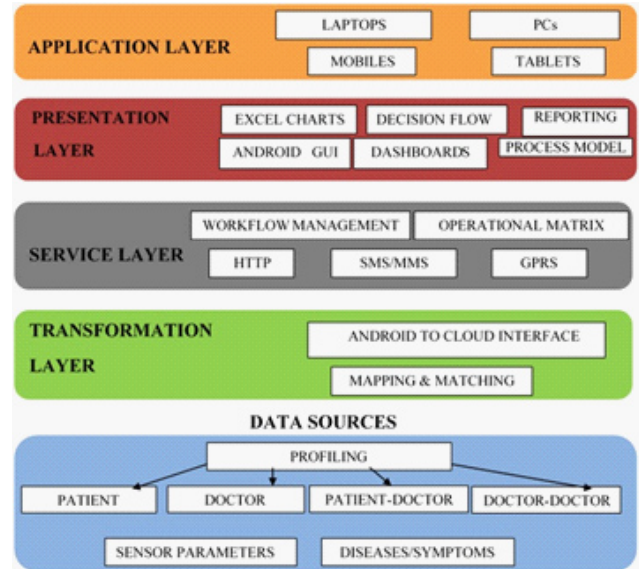 LAPTOPS
PCs
APPLICATION LAYER
MOBILES
TABLETS
PRESENTATION
LAYER
EXCEL CHARTS
DECISION FLOW
REPORTING
ANDROID GUI
DASHBOARDS
PROCESS MODEL
WORKFLOW MANAGEMENT
OPERATIONAL MATRIX
SERVICE LAYER
HTTP
SMS/MMS
GPRS
TRANSFORMATION
LAYER
ANDROID TO CLOUD INTERFACE
MAPPING & MATCHING
DATA SOURCES
PROFILING
PATIENT
DOCTOR
PATIENT-DOCTOR
DOCTOR-DOCTOR
SENSOR PARAMETERS
DISEASES/SYMPTOMS